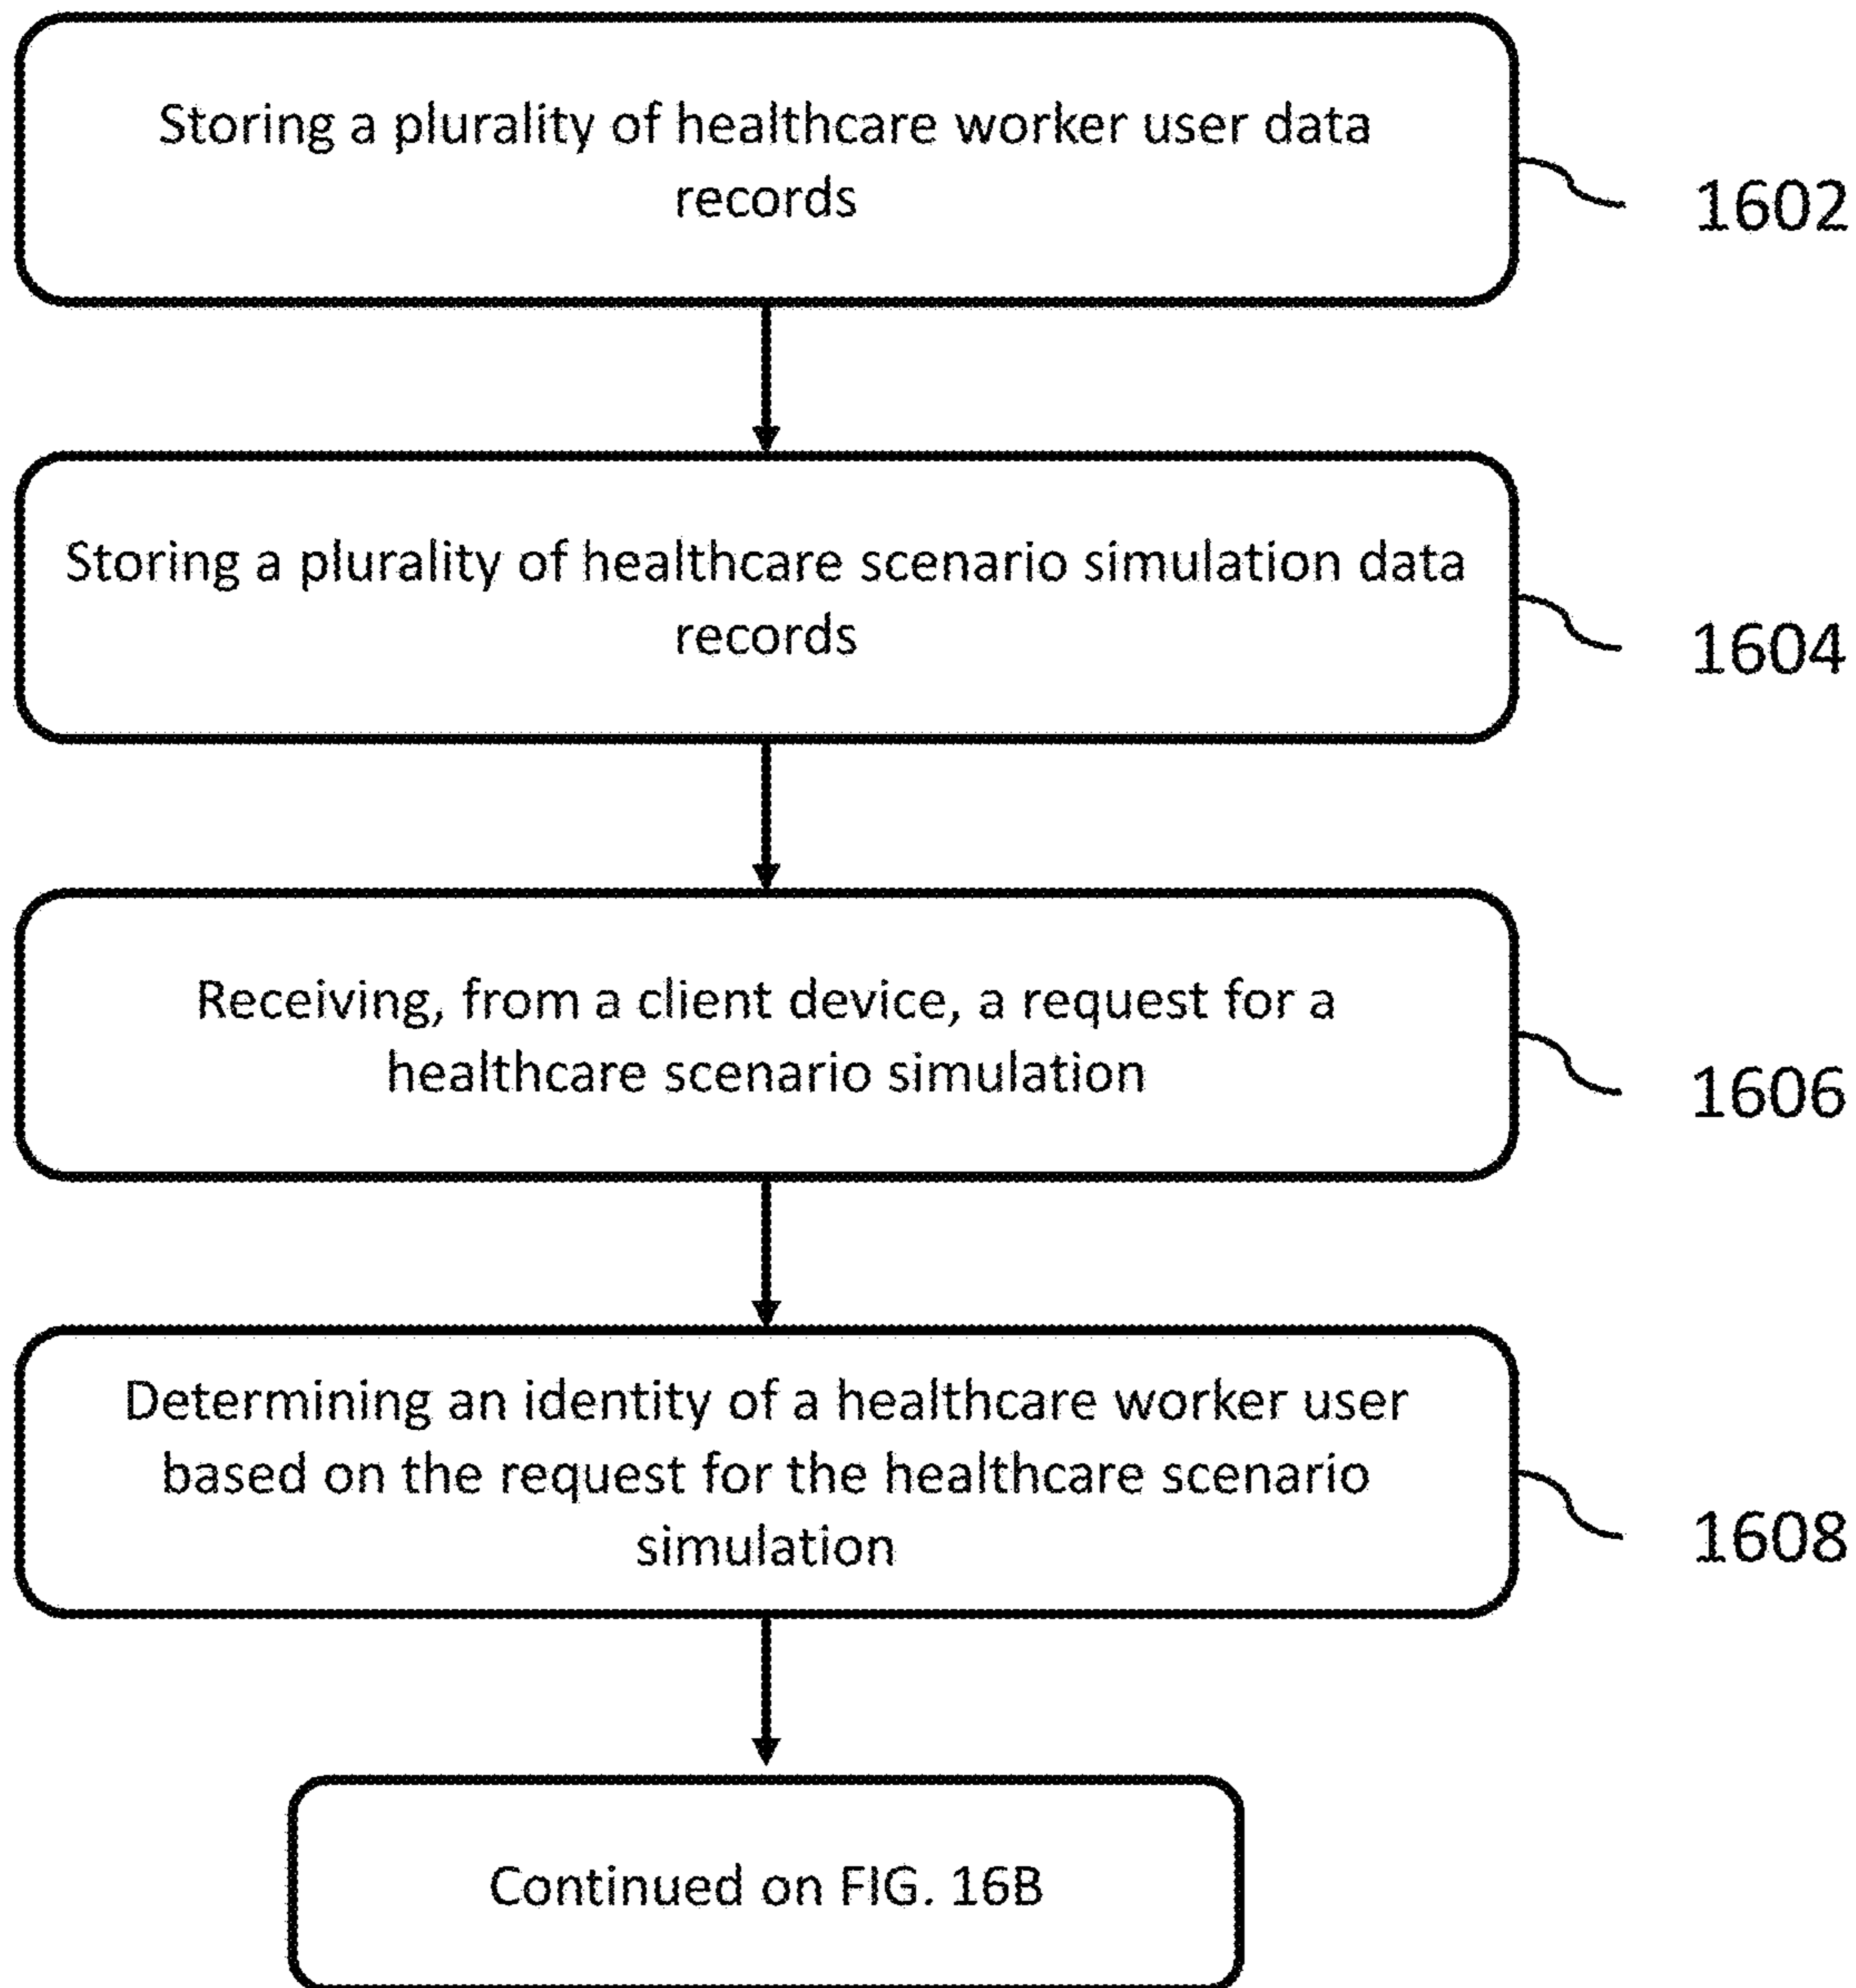 Storing a plurality of healthcare worker user data
records
1602
Storing a plurality of healthcare scenario simulation data
records
1604
Receiving, from a client device, a request for a
healthcare scenario simulation
1606
Determining an identity of a healthcare worker user
based on the request for the healthcare scenario
simulation
1608
Continued on FIG. 16B